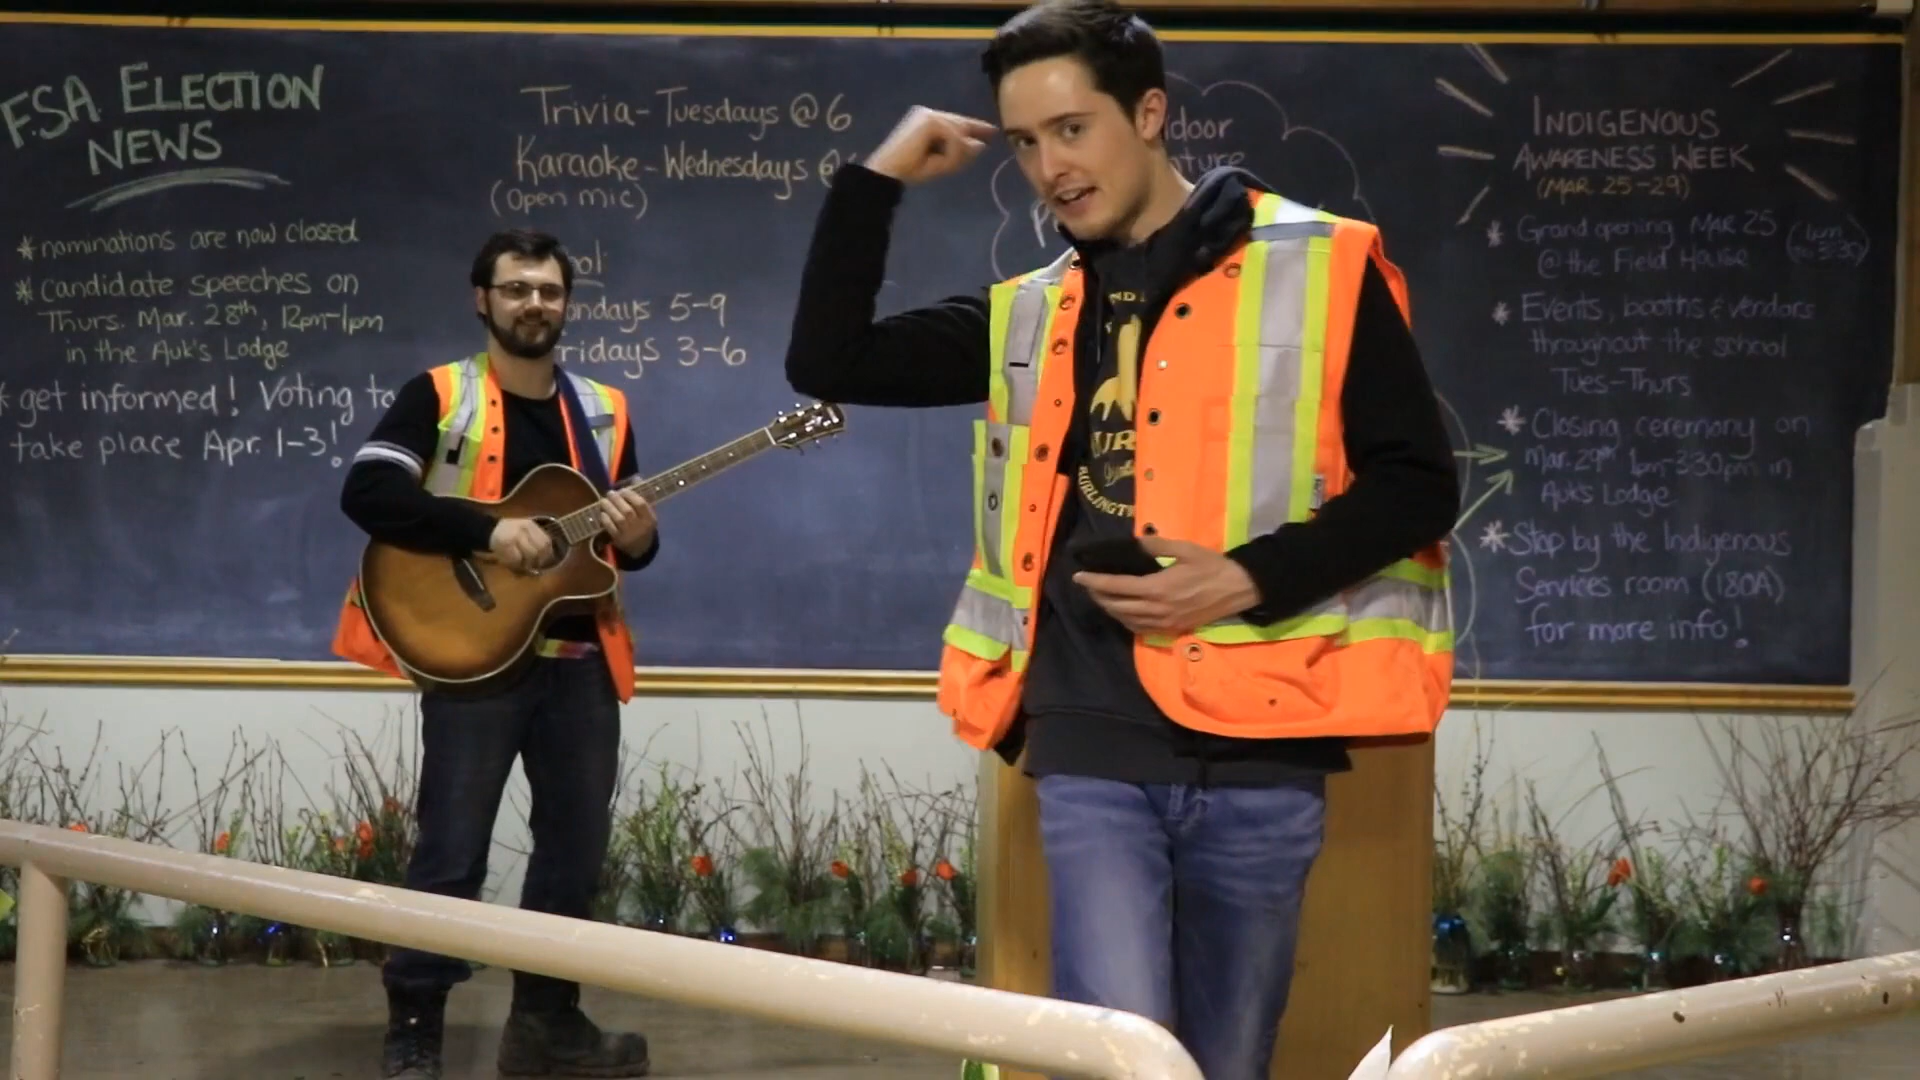 F.S.A. ELECTION
NEWS
* nominations are now closed
* candidate speeches on
Thurs. Mar. 28th, 12pm-1pm
in the Auk's Lodge
* get informed! Voting to
take place Apr. 1-3!
Trivia - Tuesdays @ 6
Karaoke - Wednesdays @
(Open mic)
ol
ondays 5-9
ridays 3-6
door
ture
P
INDIGENOUS
AWARENESS WEEK
(MAR. 25-29)
* Grand opening MAR 25
@ the Field House
* Events, booths & vendors
throughout the school
Tues-Thurs
* Closing ceremony on
Mar. 29th 1pm-3:30pm in
Auk's Lodge
* Stop by the Indigenous
Services room (180A)
for more info!
BURLINGT